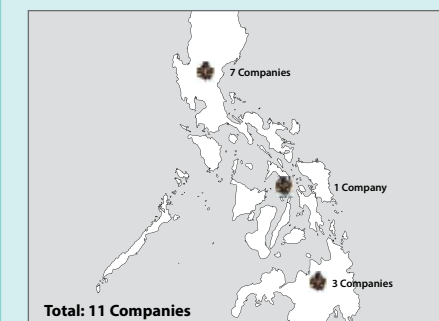 7 Companies
1 Company
3 Companies
Total: 11 Companies